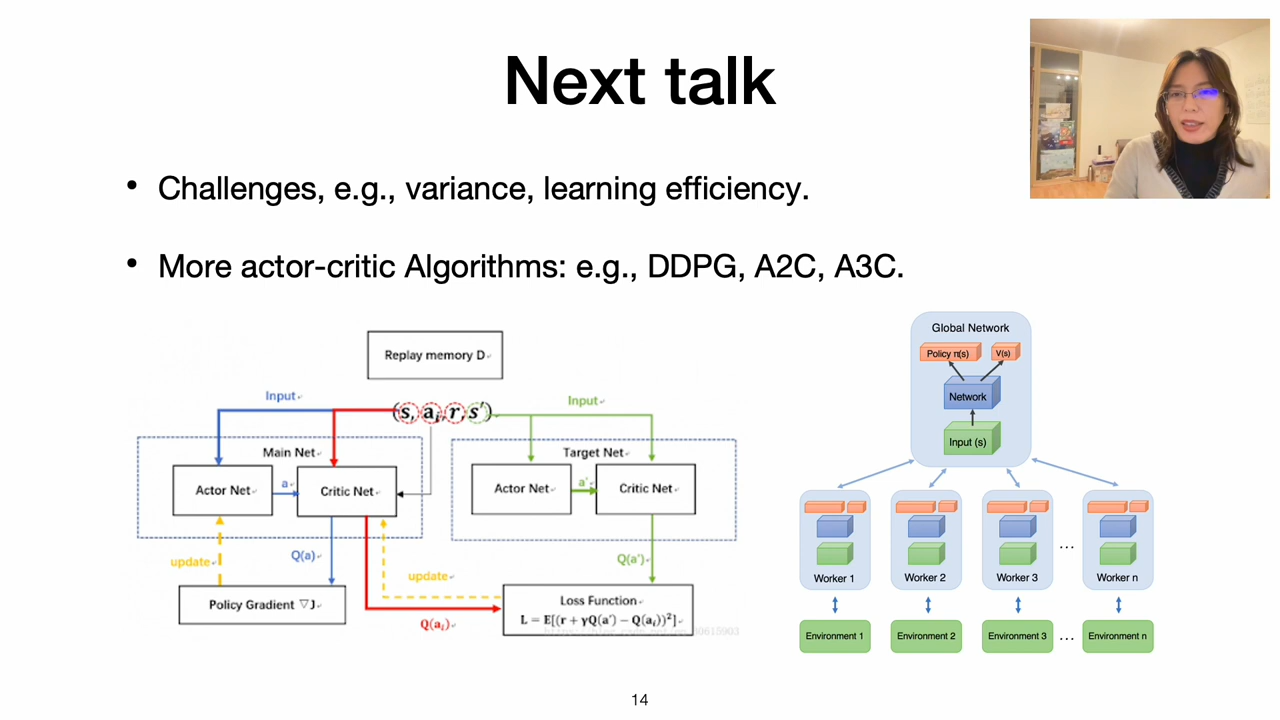 Next talk
• Challenges, e.g., variance, learning efficiency.
• More actor-critic Algorithms: e.g., DDPG, A2C, A3C.
Replay memory D
Input
(s, aᵢ, r, s′)
Input
Main Net
Target Net
Actor Net
a
Critic Net
Actor Net
a′
Critic Net
update
Q(a)
update
Q(a′)
Policy Gradient ▽J
Q(aᵢ)
Loss Function
L = E[(r + γQ(a′) − Q(aᵢ))²]
Global Network
Policy π(s)
V(s)
Network
Input (s)
Worker 1
Worker 2
Worker 3
...
Worker n
Environment 1
Environment 2
Environment 3
...
Environment n
14